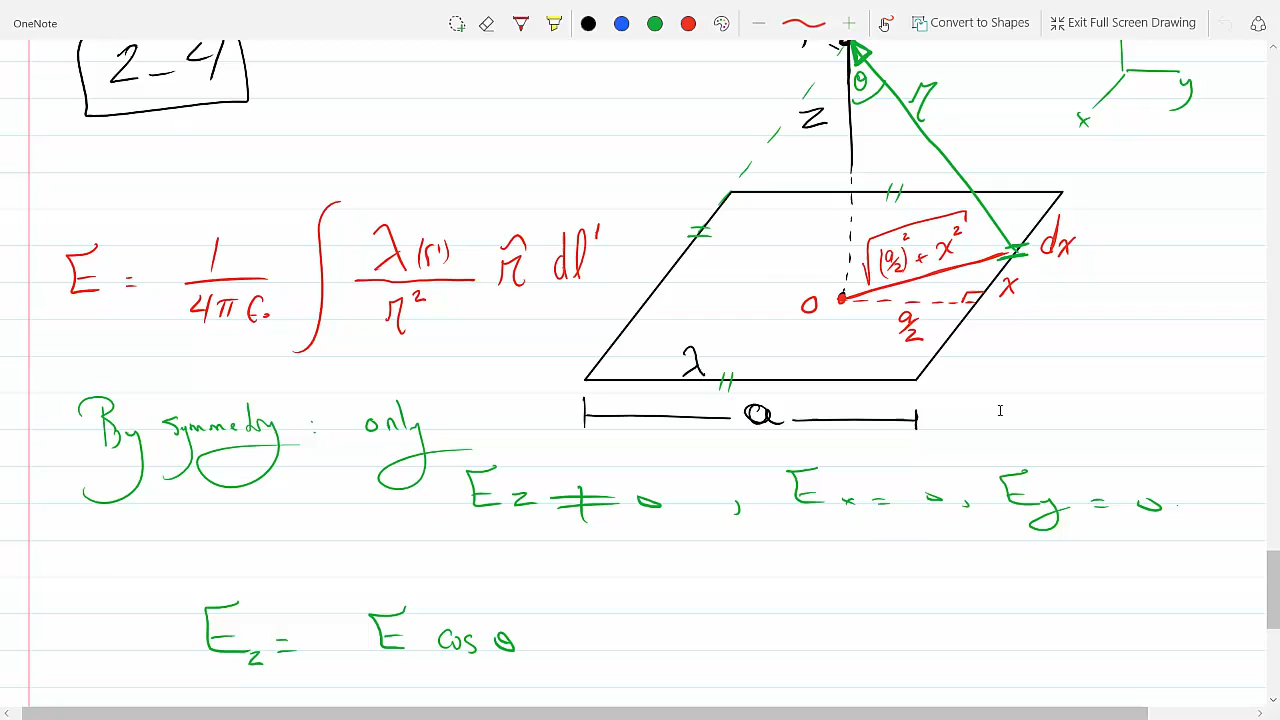 OneNote
Convert to Shapes
Exit Full Screen Drawing
2-4
θ
η
z
x
y
E = 1/4πε₀ ∫ λ(r')/η² η̂ dl'
√((a/2)² + x²)
dx
x
O
a/2
λ
a
By symmetry: only
Ez ≠ 0, Ex = 0, Ey = 0
Ez = E cos θ